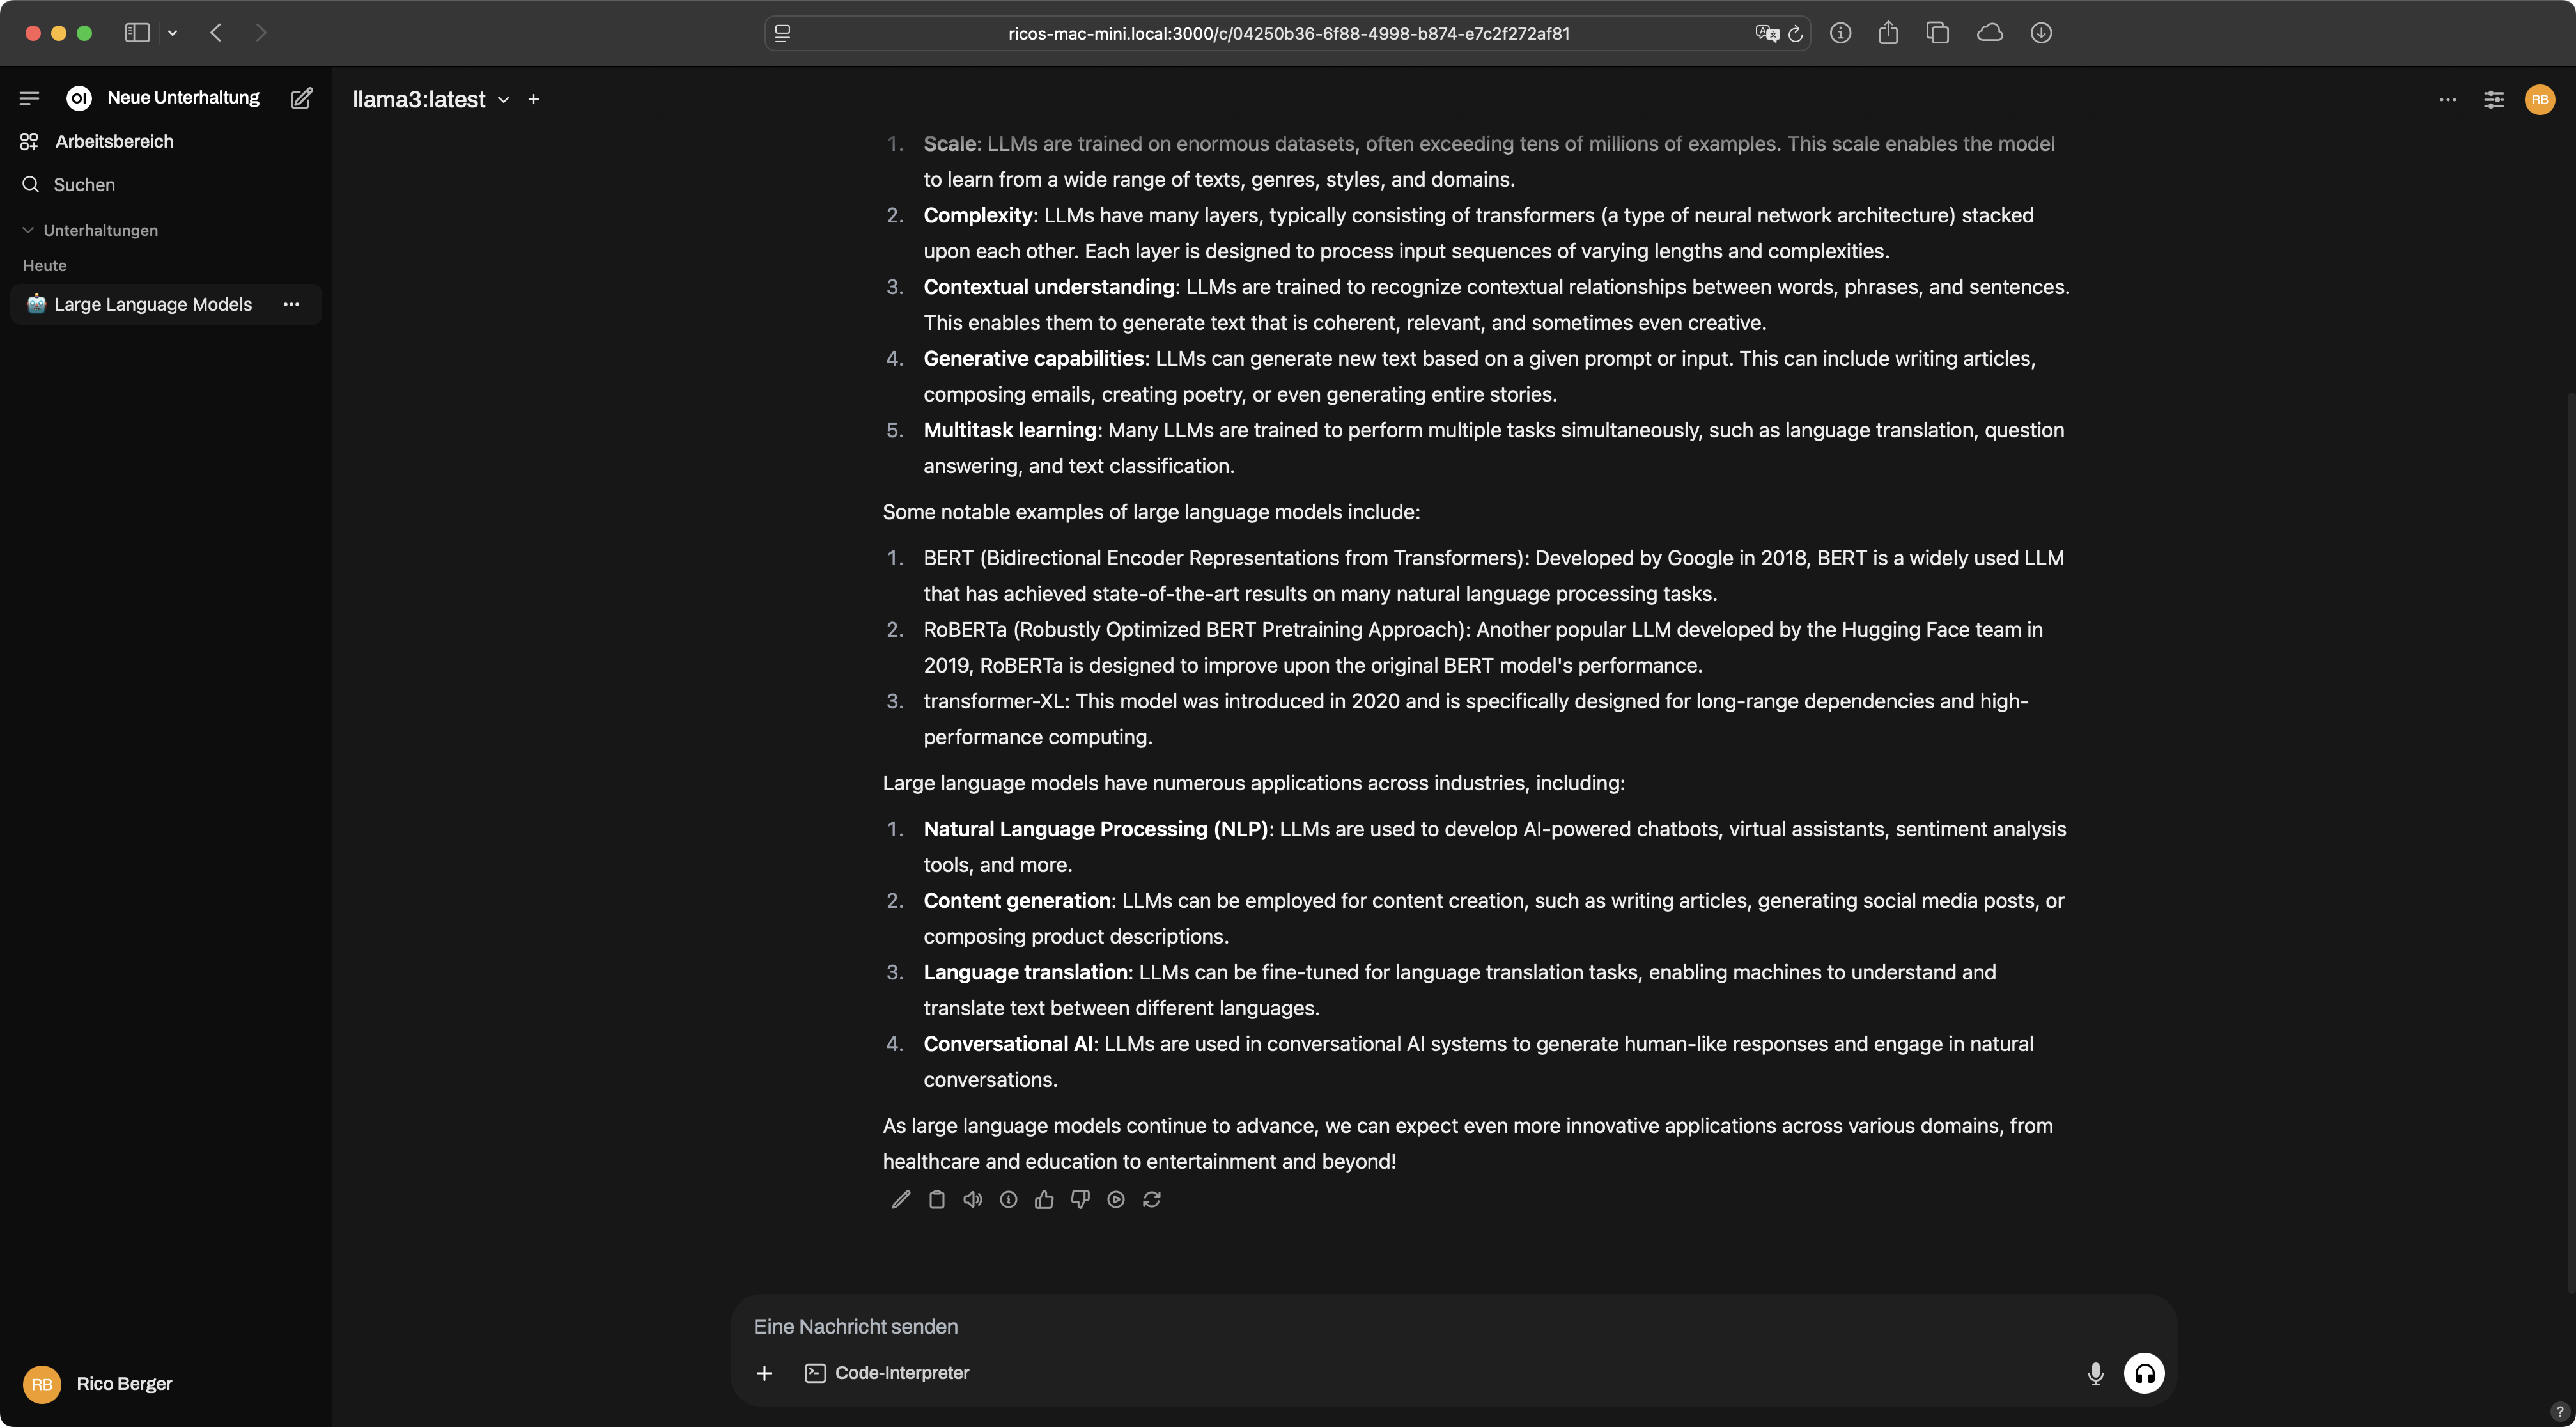 ricos-mac-mini.local:3000/c/04250b36-6f88-4998-b874-e7c2f272af81
OI Neue Unterhaltung
Arbeitsbereich
Suchen
Unterhaltungen
Heute
Large Language Models
RB Rico Berger
llama3:latest
RB
1. Scale: LLMs are trained on enormous datasets, often exceeding tens of millions of examples. This scale enables the model
to learn from a wide range of texts, genres, styles, and domains.
2. Complexity: LLMs have many layers, typically consisting of transformers (a type of neural network architecture) stacked
upon each other. Each layer is designed to process input sequences of varying lengths and complexities.
3. Contextual understanding: LLMs are trained to recognize contextual relationships between words, phrases, and sentences.
This enables them to generate text that is coherent, relevant, and sometimes even creative.
4. Generative capabilities: LLMs can generate new text based on a given prompt or input. This can include writing articles,
composing emails, creating poetry, or even generating entire stories.
5. Multitask learning: Many LLMs are trained to perform multiple tasks simultaneously, such as language translation, question
answering, and text classification.
Some notable examples of large language models include:
1. BERT (Bidirectional Encoder Representations from Transformers): Developed by Google in 2018, BERT is a widely used LLM
that has achieved state-of-the-art results on many natural language processing tasks.
2. RoBERTa (Robustly Optimized BERT Pretraining Approach): Another popular LLM developed by the Hugging Face team in
2019, RoBERTa is designed to improve upon the original BERT model's performance.
3. transformer-XL: This model was introduced in 2020 and is specifically designed for long-range dependencies and high-
performance computing.
Large language models have numerous applications across industries, including:
1. Natural Language Processing (NLP): LLMs are used to develop AI-powered chatbots, virtual assistants, sentiment analysis
tools, and more.
2. Content generation: LLMs can be employed for content creation, such as writing articles, generating social media posts, or
composing product descriptions.
3. Language translation: LLMs can be fine-tuned for language translation tasks, enabling machines to understand and
translate text between different languages.
4. Conversational AI: LLMs are used in conversational AI systems to generate human-like responses and engage in natural
conversations.
As large language models continue to advance, we can expect even more innovative applications across various domains, from
healthcare and education to entertainment and beyond!
Eine Nachricht senden
Code-Interpreter
?